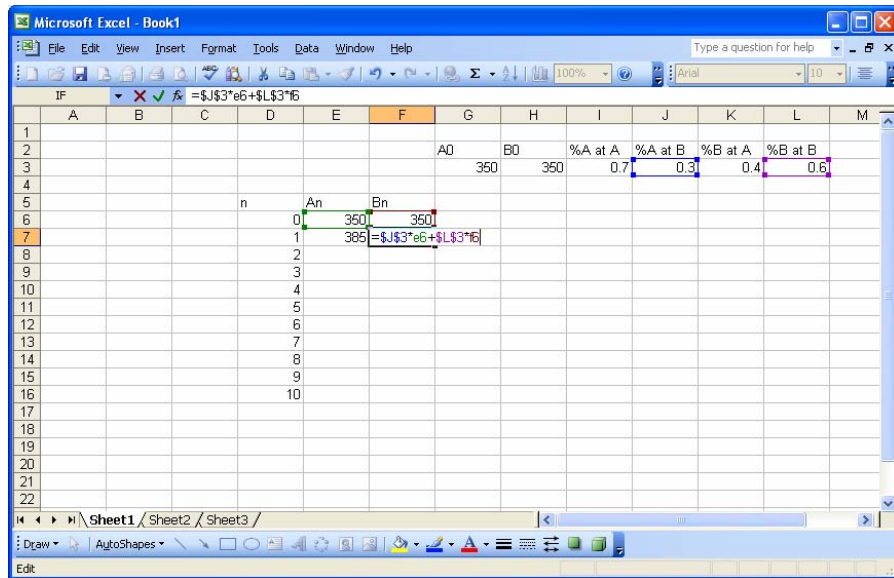 Microsoft Excel - Book1
File Edit View Insert Format Tools Data Window Help Type a question for help
100% Arial 10
IF fx =$J$3*e6+$L$3*f6
A B C D E F G H I J K L M
1
2 A0 B0 %A at A %A at B %B at A %B at B
3 350 350 0.7 0.3 0.4 0.6
4
5 n An Bn
6 0 350 350
7 1 385 =$J$3*e6+$L$3*f6
8 2
9 3
10 4
11 5
12 6
13 7
14 8
15 9
16 10
17
18
19
20
21
22
Sheet1 / Sheet2 / Sheet3 /
Draw AutoShapes
Edit